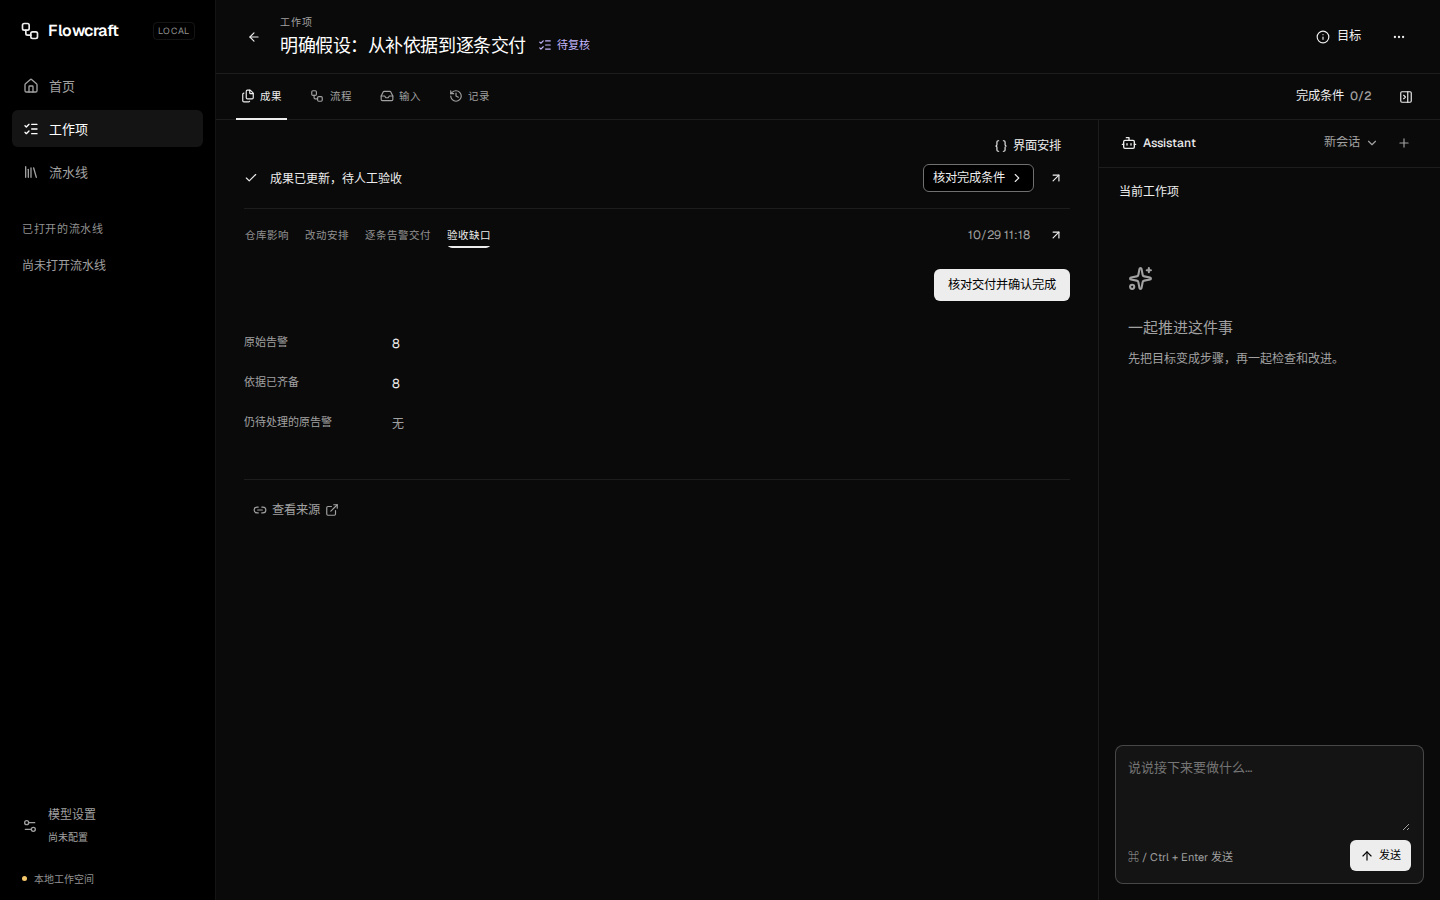 Flowcraft
LOCAL
首页
工作项
流水线
已打开的流水线
尚未打开流水线
模型设置
尚未配置
本地工作空间
工作项
明确假设：从补依据到逐条交付
待复核
目标
成果
流程
输入
记录
完成条件 0/2
{ } 界面安排
成果已更新，待人工验收
核对完成条件
仓库影响
改动安排
逐条告警交付
验收缺口
10/29 11:18
核对交付并确认完成
原始告警 8
依据已齐备 8
仍待处理的原告警 无
查看来源
Assistant
新会话
当前工作项
一起推进这件事
先把目标变成步骤，再一起检查和改进。
说说接下来要做什么...
⌘ / Ctrl + Enter 发送
发送